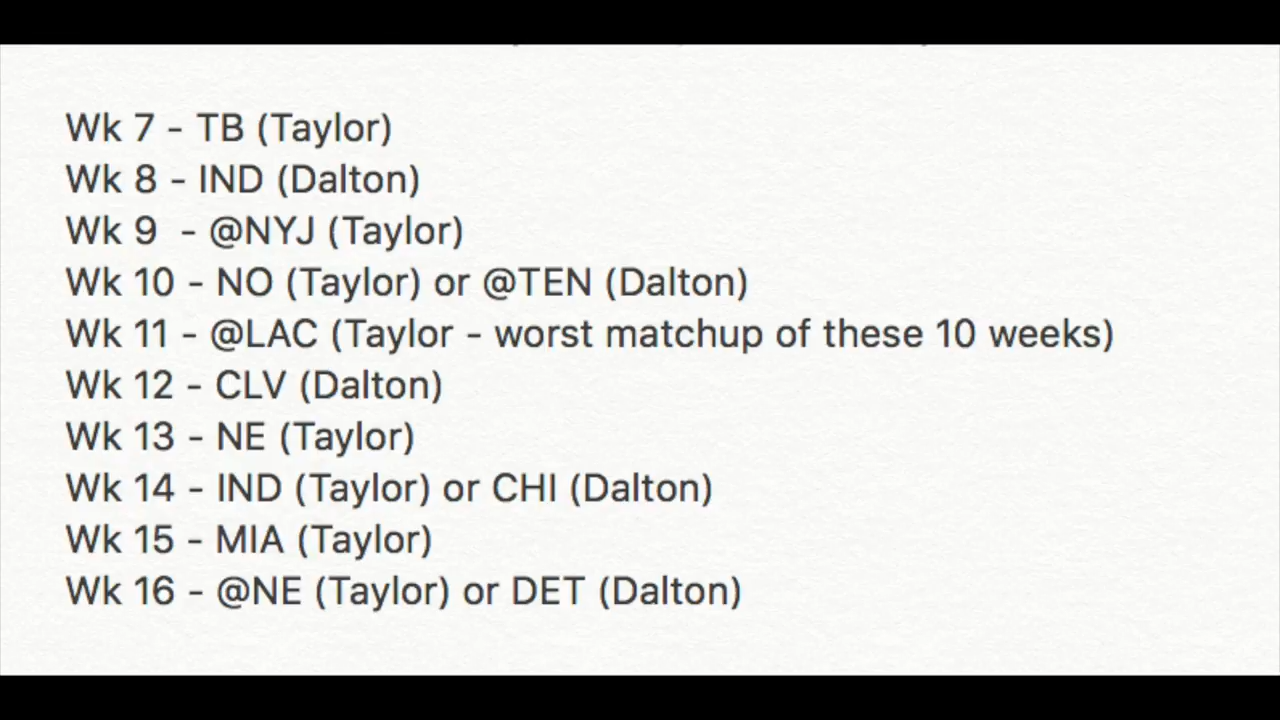 Wk 7 - TB (Taylor)
Wk 8 - IND (Dalton)
Wk 9  - @NYJ (Taylor)
Wk 10 - NO (Taylor) or @TEN (Dalton)
Wk 11 - @LAC (Taylor - worst matchup of these 10 weeks)
Wk 12 - CLV (Dalton)
Wk 13 - NE (Taylor)
Wk 14 - IND (Taylor) or CHI (Dalton)
Wk 15 - MIA (Taylor)
Wk 16 - @NE (Taylor) or DET (Dalton)